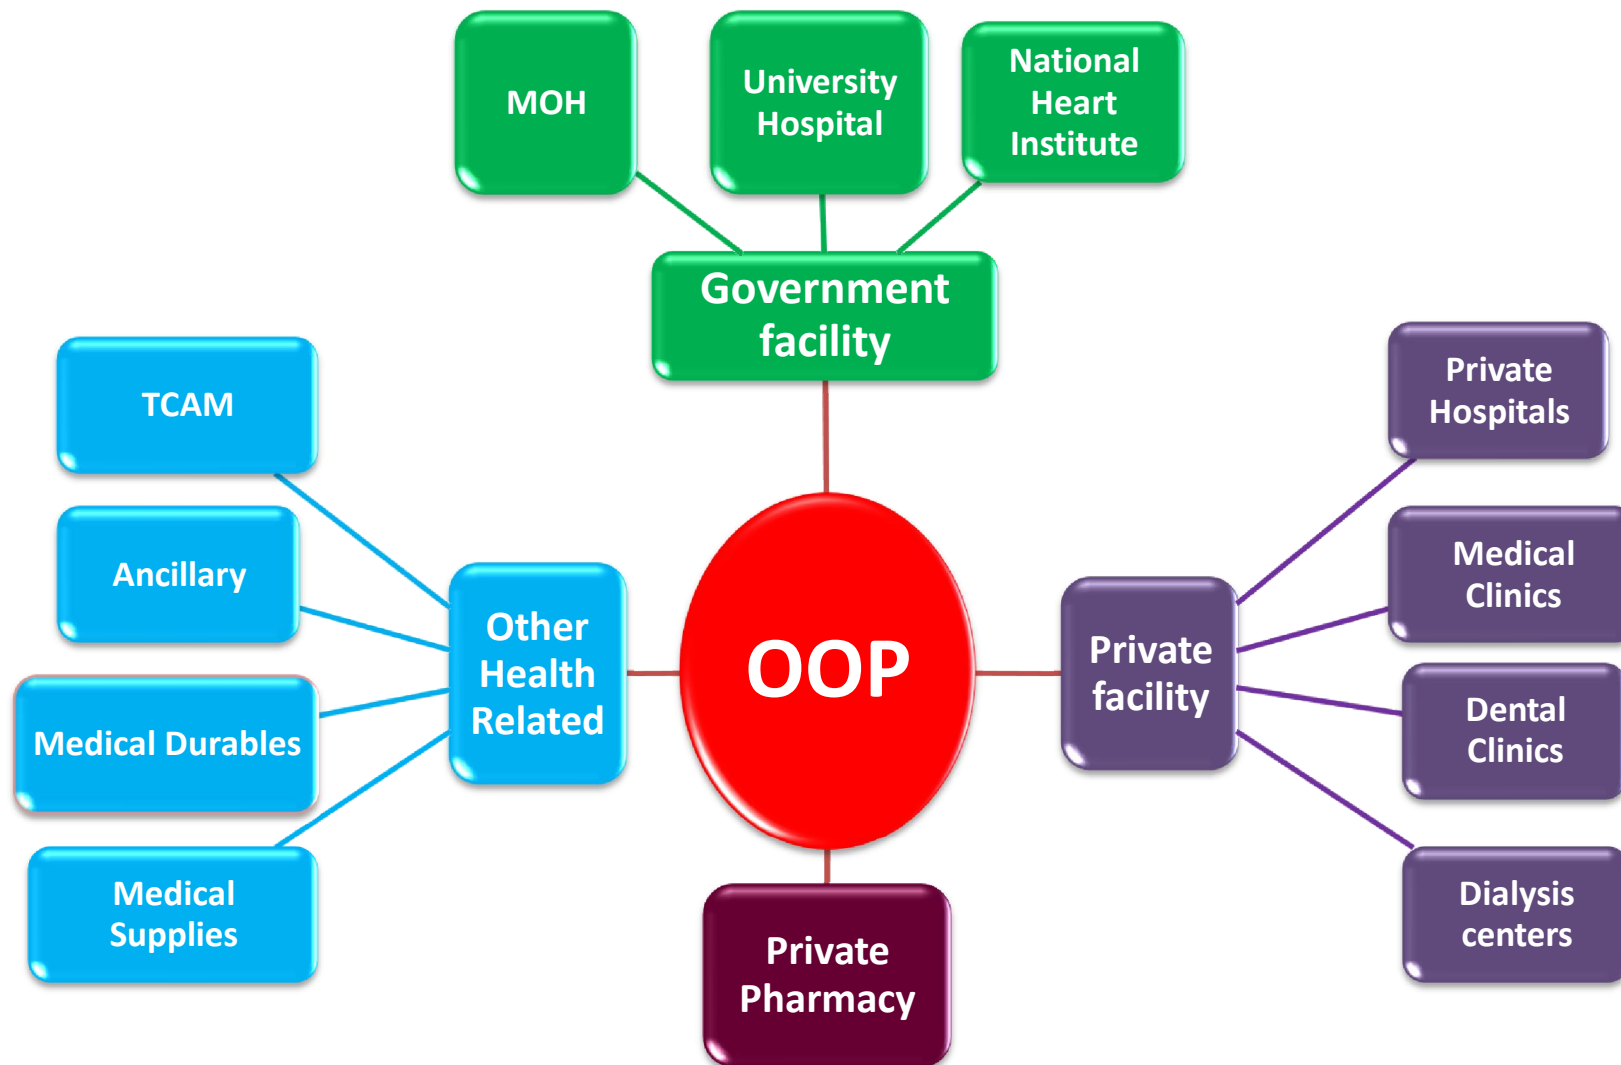 MOH
University
Hospital
National
Heart
Institute
Government
facility
TCAM
Ancillary
Medical Durables
Medical
Supplies
Other
Health
Related
OOP
Private
facility
Private
Hospitals
Medical
Clinics
Dental
Clinics
Dialysis
centers
Private
Pharmacy